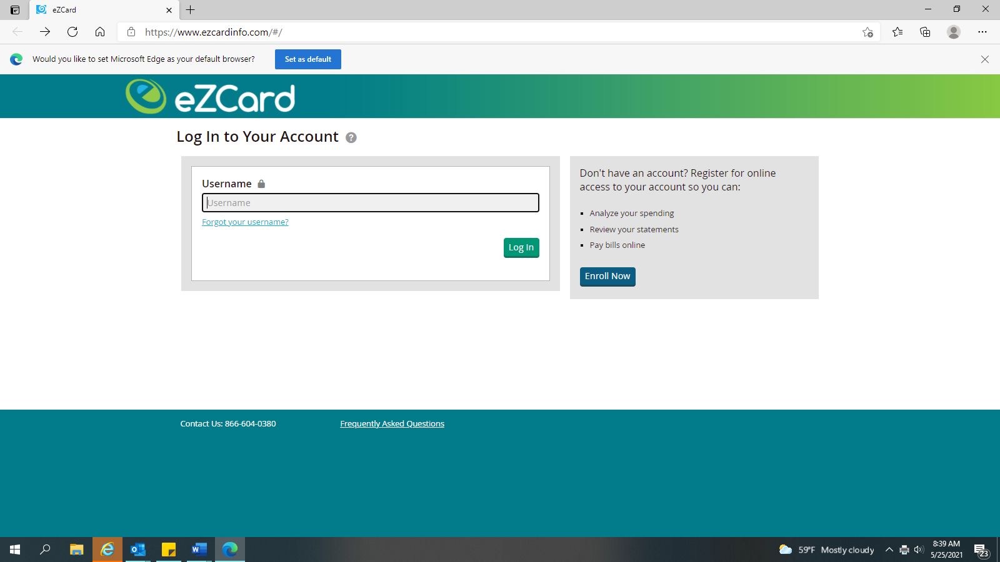 eZCard
https://www.ezcardinfo.com/#/
Would you like to set Microsoft Edge as your default browser?
Set as default
eZCard
Log In to Your Account ?
Username
Username
Forgot your username?
Log In
Don't have an account? Register for online
access to your account so you can:
Analyze your spending
Review your statements
Pay bills online
Enroll Now
Contact Us: 866-604-0380
Frequently Asked Questions
59°F Mostly cloudy
8:39 AM
5/25/2021
23